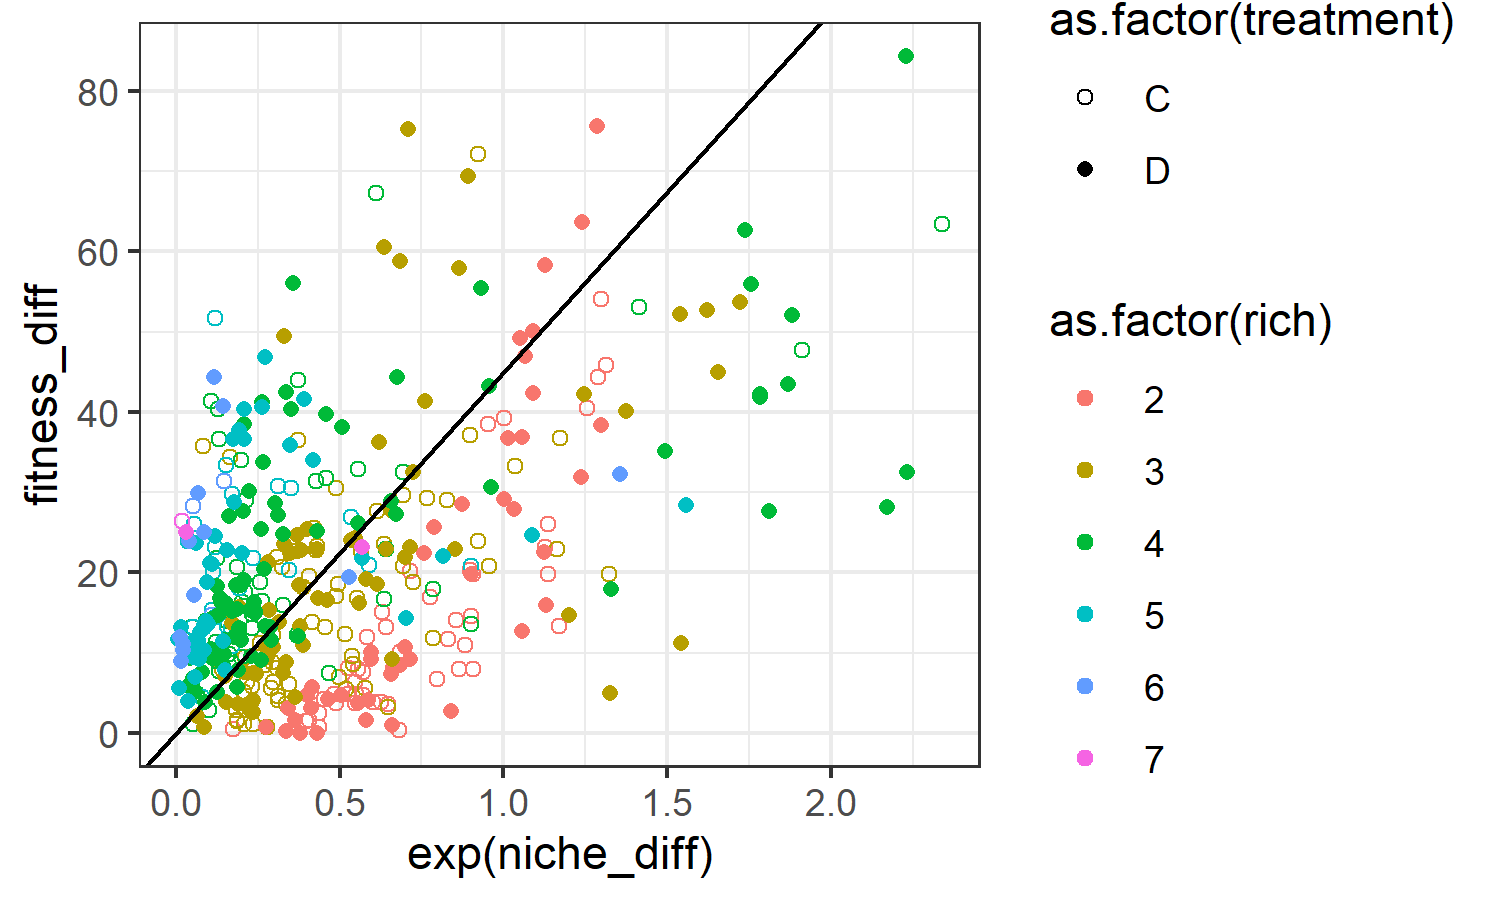 fitness_diff
80
60
40
20
0
0.0 0.5 1.0 1.5 2.0
exp(niche_diff)
as.factor(treatment)
C
D
as.factor(rich)
2
3
4
5
6
7